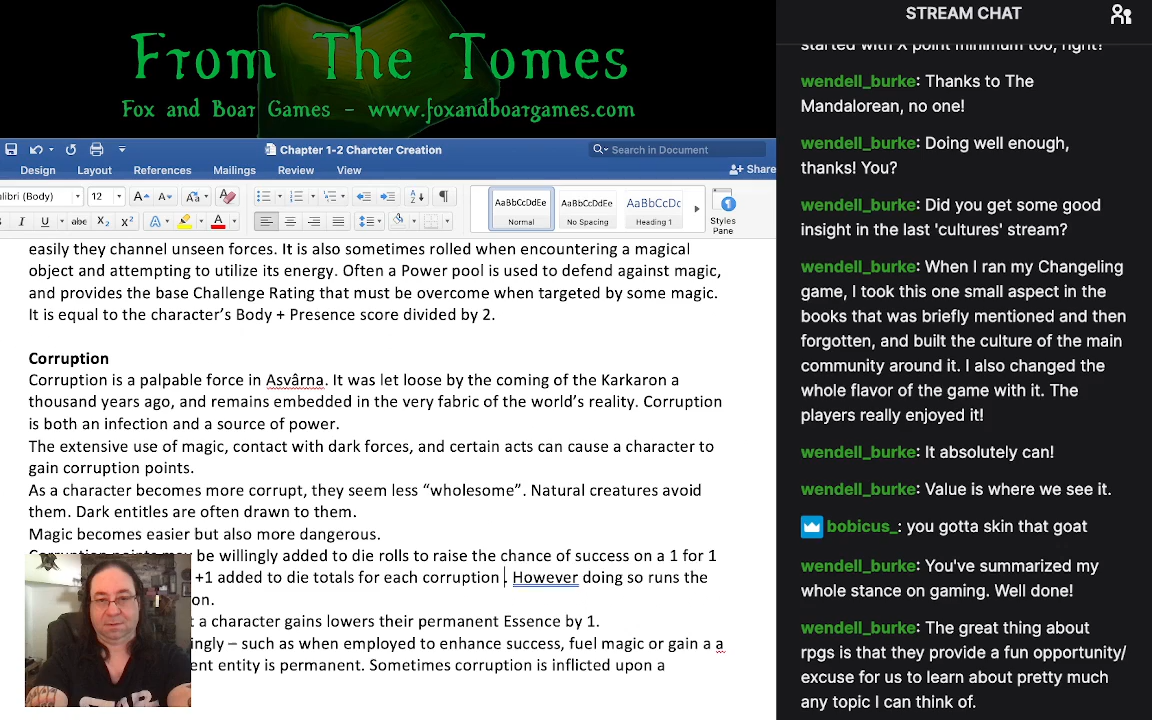 From The Tomes
Fox and Boar Games – www.foxandboargames.com
Chapter 1-2 Charcter Creation
Search in Document
Design Layout References Mailings Review View
Share
libri (Body) 12
AaBbCcDdEe AaBbCcDdEe AaBbCcDc
Normal No Spacing Heading 1
Styles
Pane
easily they channel unseen forces. It is also sometimes rolled when encountering a magical
object and attempting to utilize its energy. Often a Power pool is used to defend against magic,
and provides the base Challenge Rating that must be overcome when targeted by some magic.
It is equal to the character’s Body + Presence score divided by 2.
Corruption
Corruption is a palpable force in Asvârna. It was let loose by the coming of the Karkaron a
thousand years ago, and remains embedded in the very fabric of the world’s reality. Corruption
is both an infection and a source of power.
The extensive use of magic, contact with dark forces, and certain acts can cause a character to
gain corruption points.
As a character becomes more corrupt, they seem less “wholesome”. Natural creatures avoid
them. Dark entitles are often drawn to them.
Magic becomes easier but also more dangerous.
Corruption points may be willingly added to die rolls to raise the chance of success on a 1 for 1
+1 added to die totals for each corruption . However doing so runs the
on.
t a character gains lowers their permanent Essence by 1.
ingly – such as when employed to enhance success, fuel magic or gain a a
ent entity is permanent. Sometimes corruption is inflicted upon a
STREAM CHAT
started with X point minimum too, right?
wendell_burke: Thanks to The
Mandalorean, no one!
wendell_burke: Doing well enough,
thanks! You?
wendell_burke: Did you get some good
insight in the last 'cultures' stream?
wendell_burke: When I ran my Changeling
game, I took this one small aspect in the
books that was briefly mentioned and then
forgotten, and built the culture of the main
community around it. I also changed the
whole flavor of the game with it. The
players really enjoyed it!
wendell_burke: It absolutely can!
wendell_burke: Value is where we see it.
bobicus_: you gotta skin that goat
wendell_burke: You've summarized my
whole stance on gaming. Well done!
wendell_burke: The great thing about
rpgs is that they provide a fun opportunity/
excuse for us to learn about pretty much
any topic I can think of.